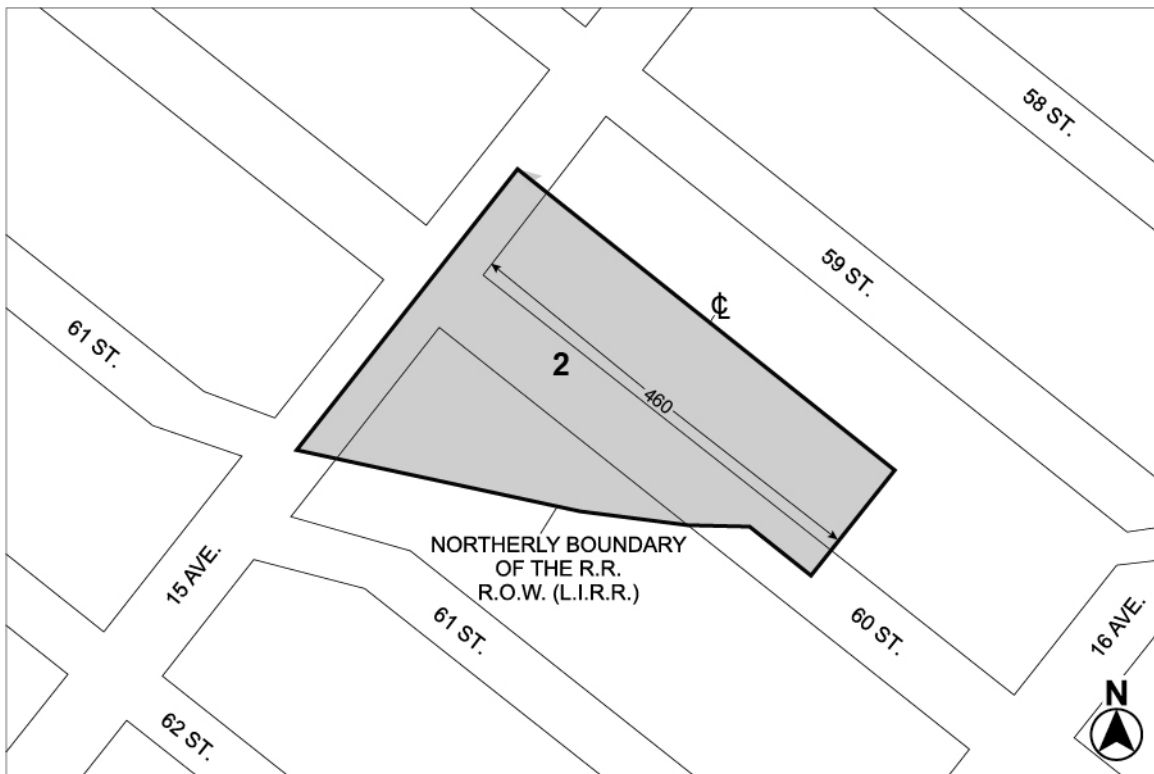 58 ST.
59 ST.
℄
61 ST.
2
460
NORTHERLY BOUNDARY
OF THE R.R.
R.O.W. (L.I.R.R.)
15 AVE.
61 ST.
60 ST.
16 AVE.
N
62 ST.